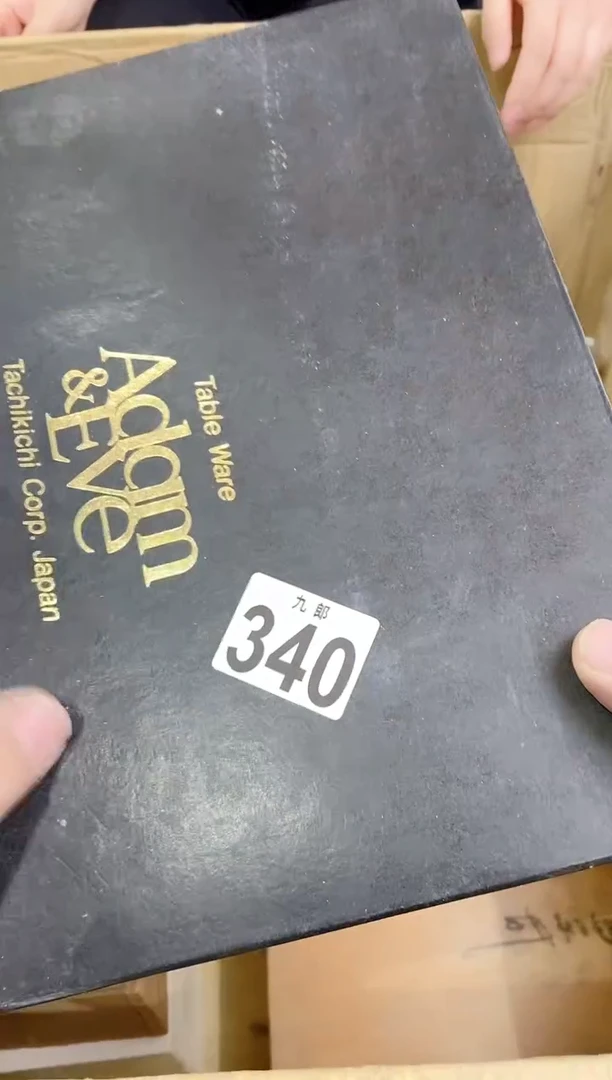 Table Ware
Adam
& Eve
Tachikichi Corp. Japan
九郎
340